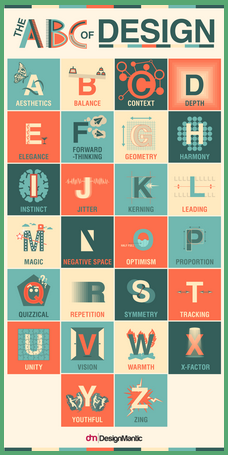 THE ABC OF DESIGN
A
AESTHETICS
B
BALANCE
C
CONTEXT
D
DEPTH
E
ELEGANCE
F
FORWARD
-THINKING
G
GEOMETRY
H
HARMONY
I
INSTINCT
J
JITTER
K
KERNING
L
LEADING
M
MAGIC
N
NEGATIVE SPACE
O
OPTIMISM
P
PROPORTION
Q
QUIZZICAL
R
REPETITION
S
SYMMETRY
T
TRACKING
U
UNITY
V
VISION
W
WARMTH
X
X-FACTOR
Y
YOUTHFUL
Z
ZING
dm DesignMantic